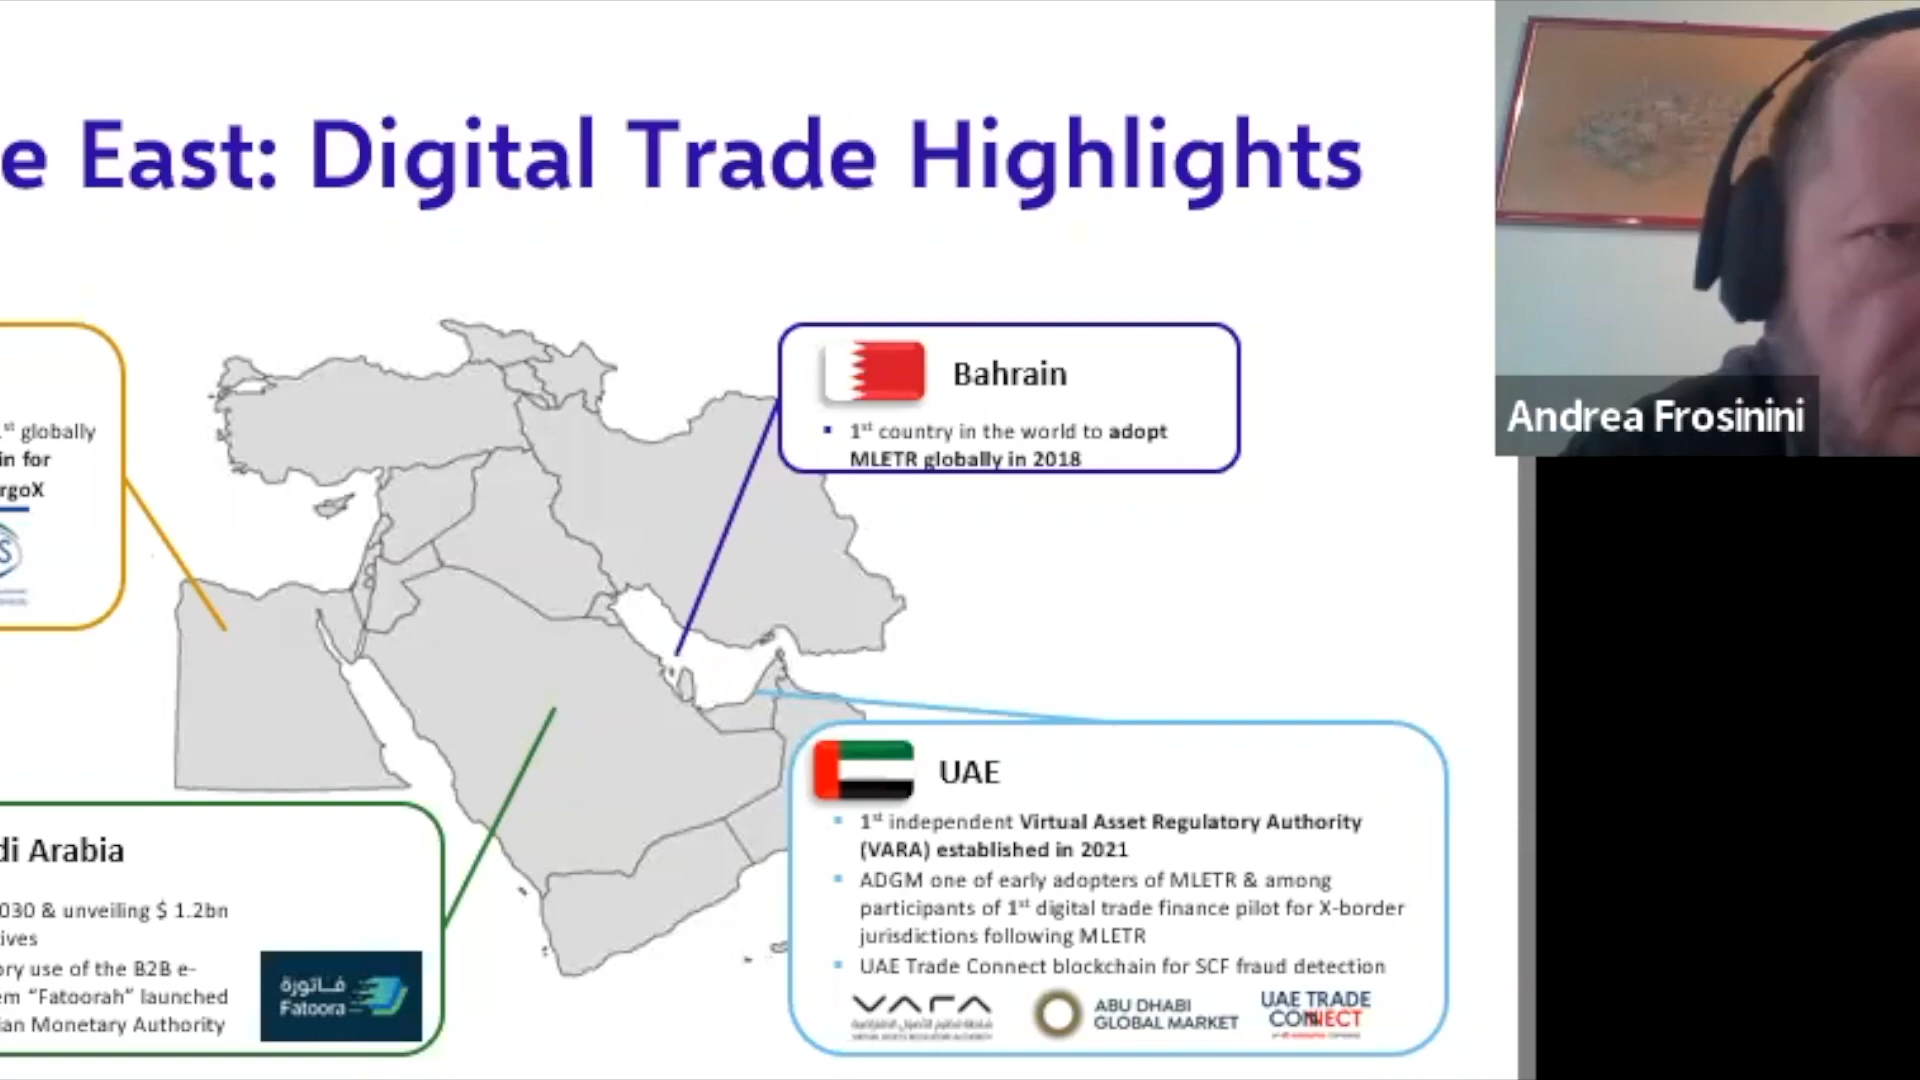 e East: Digital Trade Highlights
Andrea Frosinini
1st globally
in for
rgoX
S
Bahrain
▪ 1st country in the world to adopt
MLETR globally in 2018
UAE
▪ 1st independent Virtual Asset Regulatory Authority
(VARA) established in 2021
▪ ADGM one of early adopters of MLETR & among
participants of 1st digital trade finance pilot for X-border
jurisdictions following MLETR
▪ UAE Trade Connect blockchain for SCF fraud detection
VARA
ABU DHABI
GLOBAL MARKET
UAE TRADE
CONNECT
di Arabia
030 & unveiling $ 1.2bn
ives
ory use of the B2B e-
em “Fatoorah” launched
ian Monetary Authority
فاتورة
Fatoora